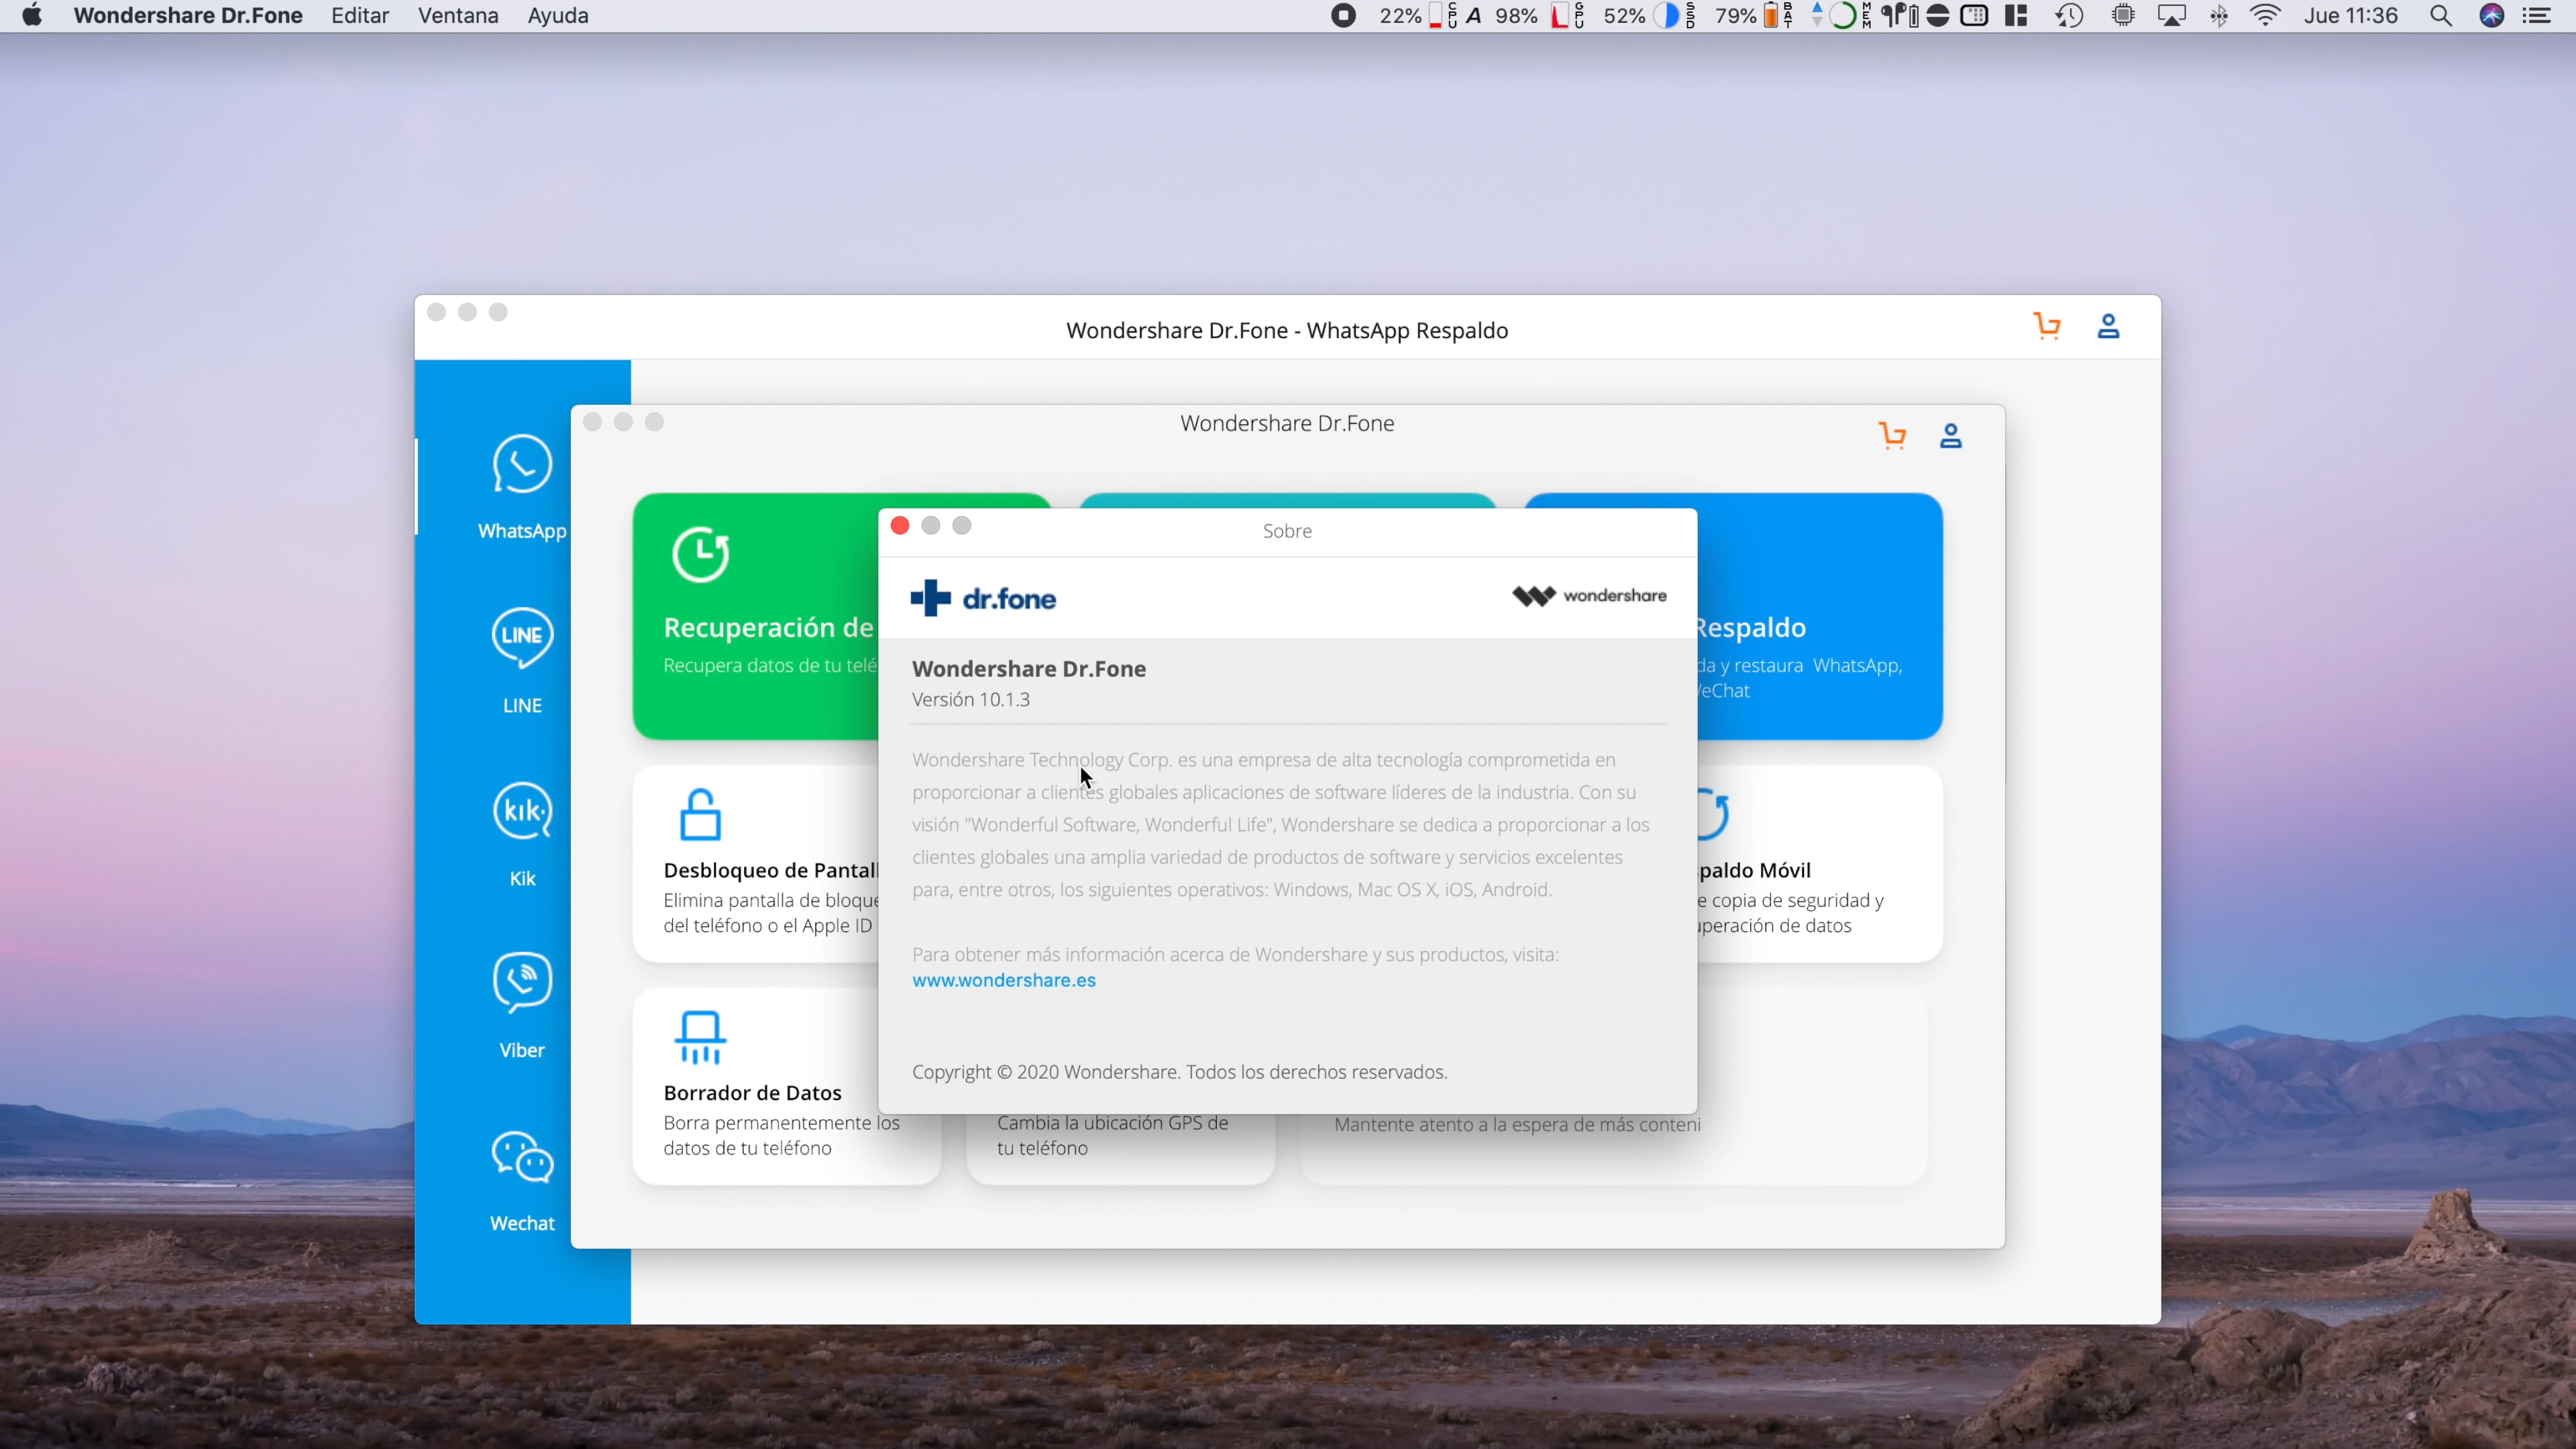 Wondershare Dr.Fone Editar Ventana Ayuda 22% CPU A 98% GPU 52% SSD 79% BAT MEM Jue 11:36
Wondershare Dr.Fone - WhatsApp Respaldo
WhatsApp
LINE
LINE
kik
Kik
Viber
Wechat
Wondershare Dr.Fone
Recuperación de
Recupera datos de tu telé
Respaldo
da y restaura WhatsApp,
eChat
Desbloqueo de Pantall
Elimina pantalla de bloque
del teléfono o el Apple ID
paldo Móvil
e copia de seguridad y
uperación de datos
Borrador de Datos
Borra permanentemente los
datos de tu teléfono
Cambia la ubicación GPS de
tu teléfono
Mantente atento a la espera de más conteni
Sobre
dr.fone
wondershare
Wondershare Dr.Fone
Versión 10.1.3
Wondershare Technology Corp. es una empresa de alta tecnología comprometida en
proporcionar a clientes globales aplicaciones de software líderes de la industria. Con su
visión "Wonderful Software, Wonderful Life", Wondershare se dedica a proporcionar a los
clientes globales una amplia variedad de productos de software y servicios excelentes
para, entre otros, los siguientes operativos: Windows, Mac OS X, iOS, Android.
Para obtener más información acerca de Wondershare y sus productos, visita:
www.wondershare.es
Copyright © 2020 Wondershare. Todos los derechos reservados.